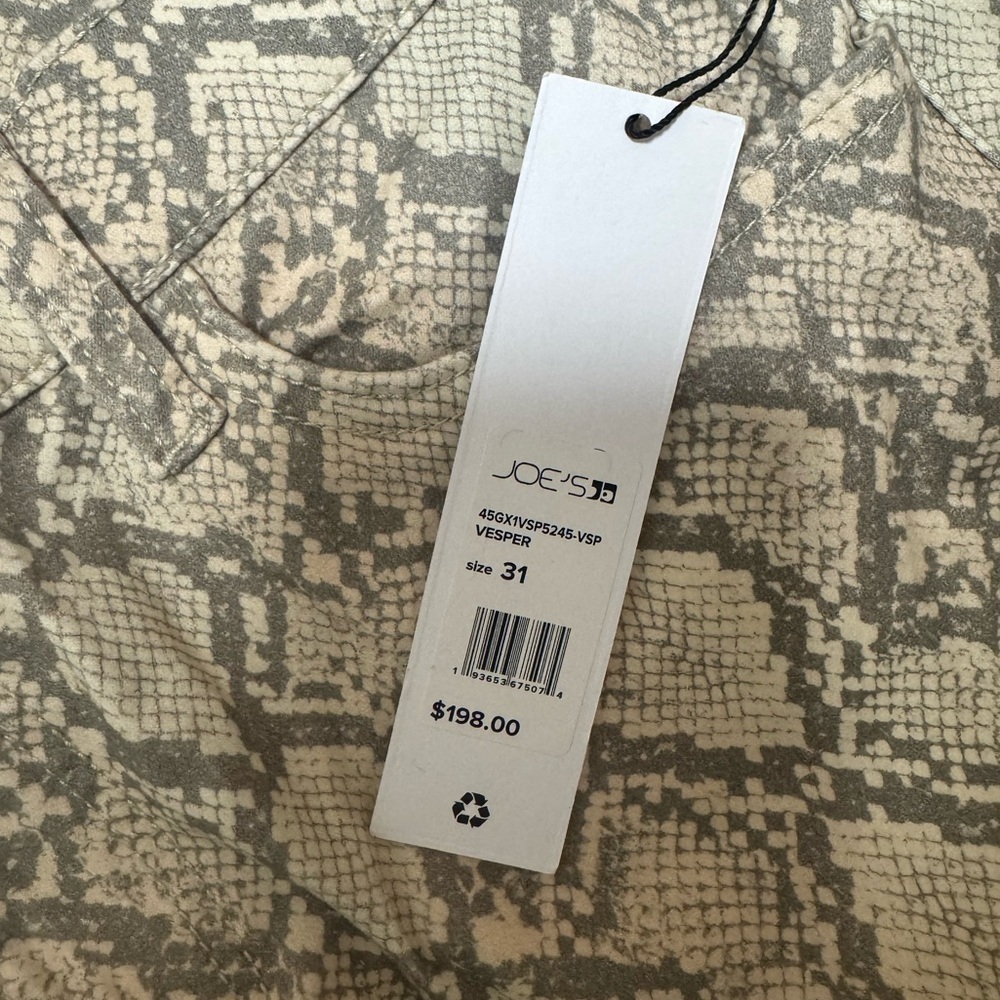 JOE'S
45GX1VSP5245-VSP
VESPER
size 31
1 93653 67507 4
$198.00